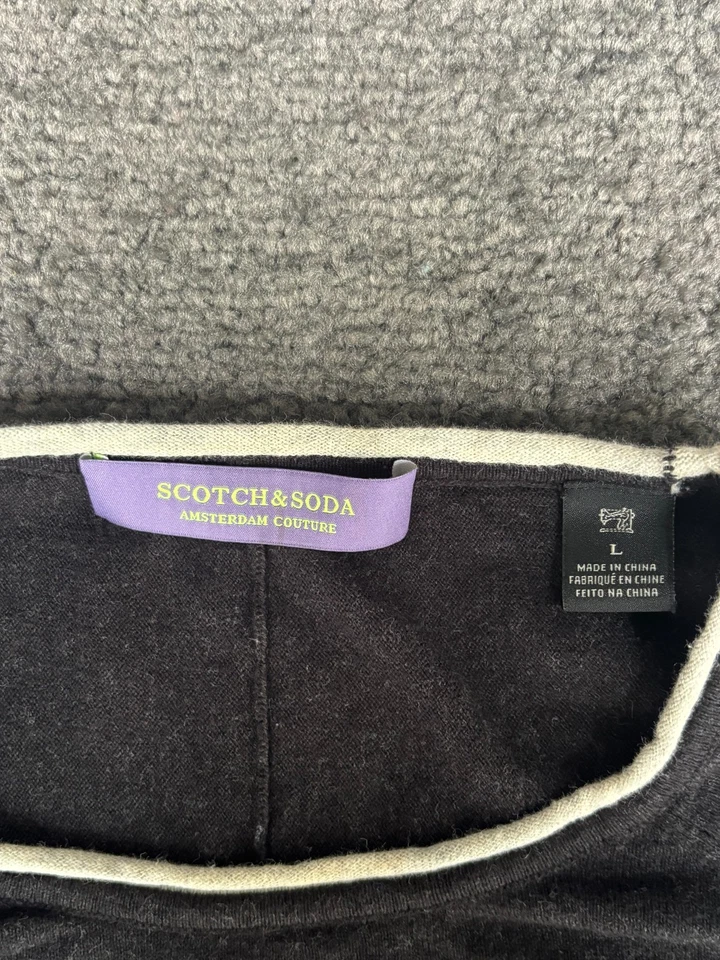 SCOTCH&SODA
AMSTERDAM COUTURE
L
MADE IN CHINA
FABRIQUÉ EN CHINE
FEITO NA CHINA